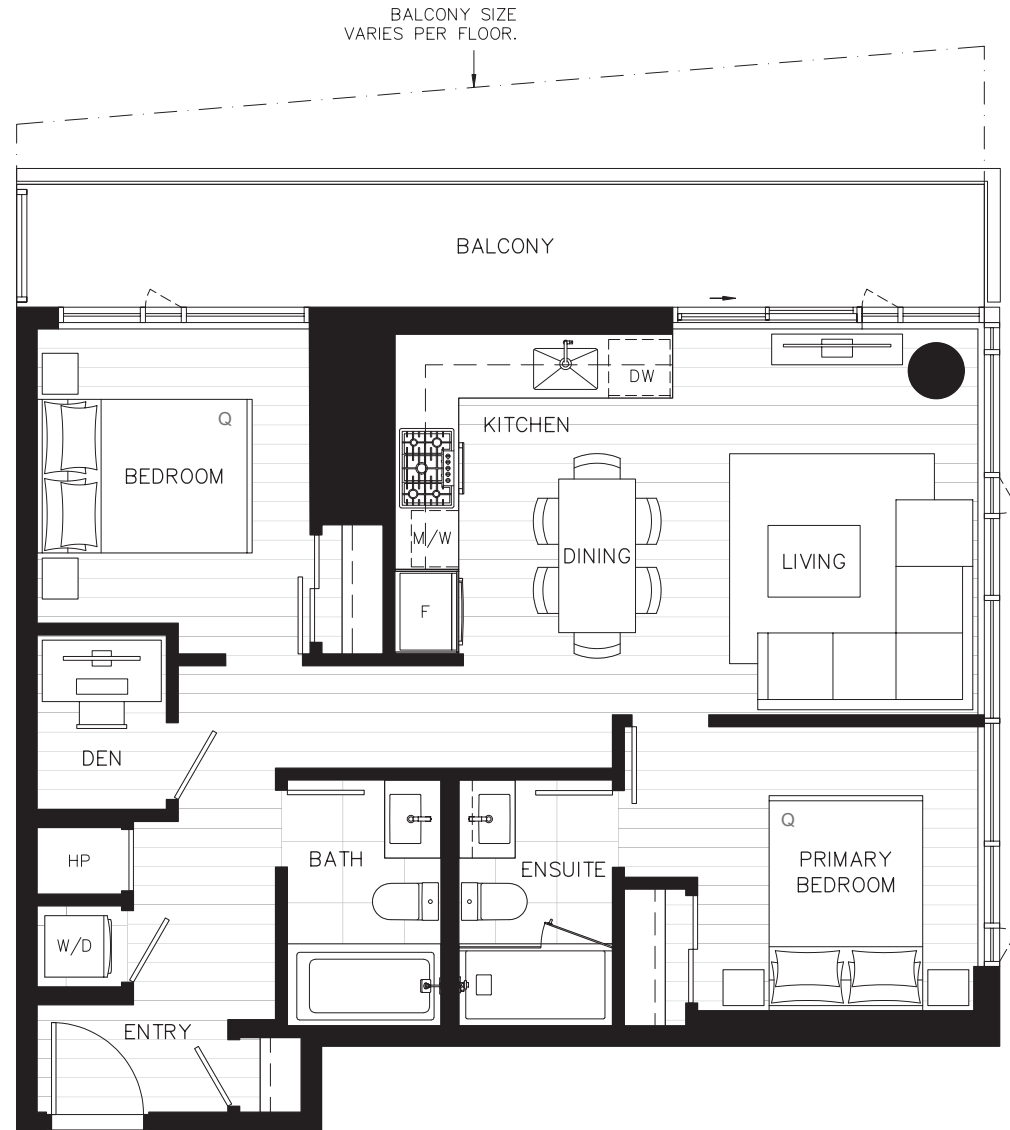 BALCONY SIZE
VARIES PER FLOOR.
BALCONY
DW
Q
KITCHEN
BEDROOM
M/W
DINING
LIVING
F
DEN
Q
HP
BATH
ENSUITE
PRIMARY
BEDROOM
W/D
ENTRY